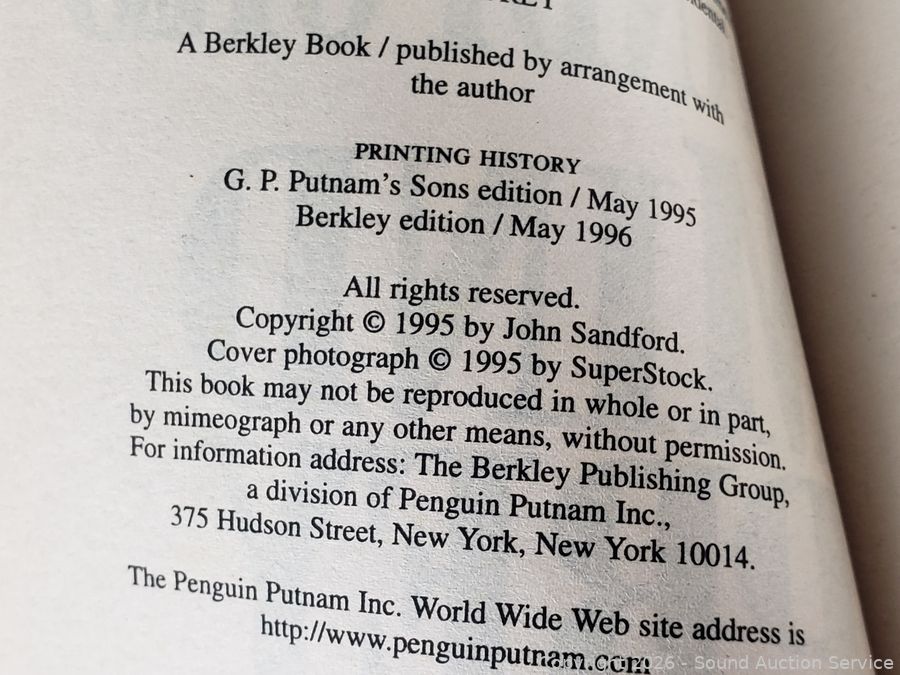 A Berkley Book / published by arrangement with
the author
PRINTING HISTORY
G. P. Putnam's Sons edition / May 1995
Berkley edition / May 1996
All rights reserved.
Copyright © 1995 by John Sandford.
Cover photograph © 1995 by SuperStock.
This book may not be reproduced in whole or in part,
by mimeograph or any other means, without permission.
For information address: The Berkley Publishing Group,
a division of Penguin Putnam Inc.,
375 Hudson Street, New York, New York 10014.
The Penguin Putnam Inc. World Wide Web site address is
http://www.penguinputnam.com
Copyright 2026 - Sound Auction Service